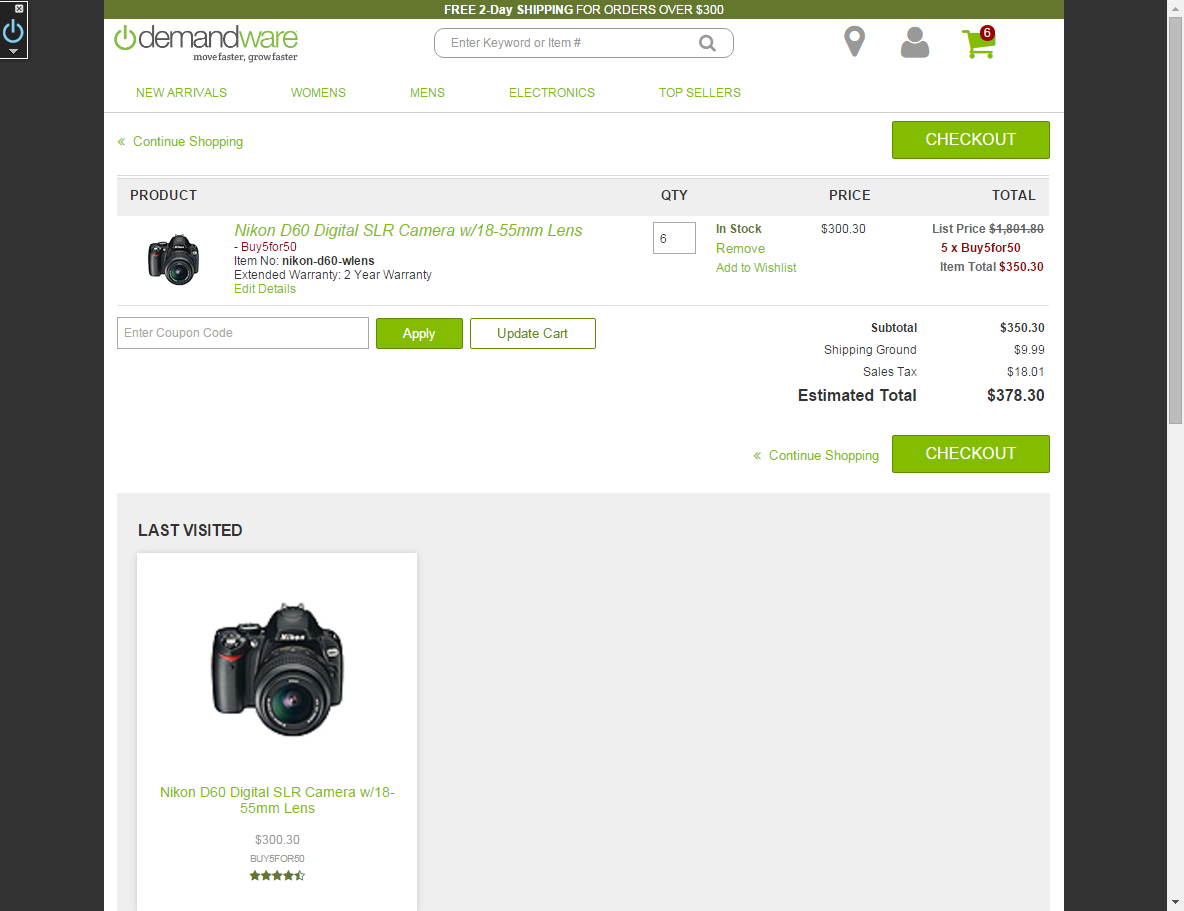 FREE 2-Day SHIPPING FOR ORDERS OVER $300
demandware
move faster, grow faster
Enter Keyword or Item #
6
NEW ARRIVALS WOMENS MENS ELECTRONICS TOP SELLERS
« Continue Shopping
CHECKOUT
PRODUCT QTY PRICE TOTAL
Nikon D60 Digital SLR Camera w/18-55mm Lens
- Buy5for50
Item No: nikon-d60-wlens
Extended Warranty: 2 Year Warranty
Edit Details
6
In Stock
Remove
Add to Wishlist
$300.30
List Price $1,801.80
5 x Buy5for50
Item Total $350.30
Enter Coupon Code
Apply
Update Cart
Subtotal $350.30
Shipping Ground $9.99
Sales Tax $18.01
Estimated Total $378.30
« Continue Shopping
CHECKOUT
LAST VISITED
Nikon
Nikon D60 Digital SLR Camera w/18-
55mm Lens
$300.30
BUY5FOR50